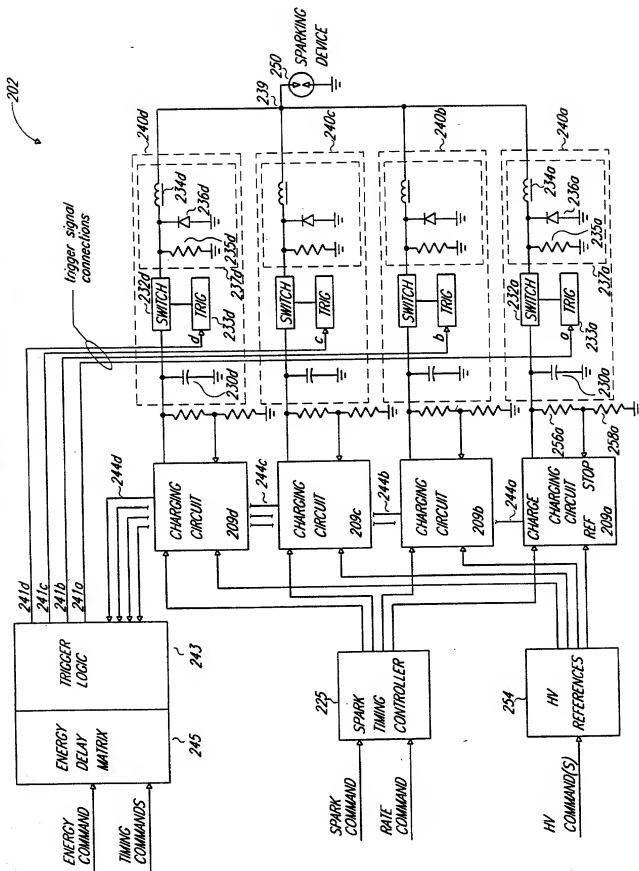 202
trigger signal
connections
241d
241c
241b
241a
ENERGY
COMMAND
TIMING
COMMANDS
ENERGY
DELAY
MATRIX
245
TRIGGER
LOGIC
243
244d
CHARGING
CIRCUIT
209d
244c
CHARGING
CIRCUIT
209c
244b
CHARGING
CIRCUIT
209b
244a
CHARGE
CHARGING
CIRCUIT
REF STOP
209a
SPARK
COMMAND
RATE
COMMAND
225
SPARK
TIMING
CONTROLLER
HV
COMMAND(S)
254
HV
REFERENCES
240d
232d
SWITCH
TRIG
d
233d
230d
234d
236d
235d
237d
240c
SWITCH
TRIG
c
240b
SWITCH
TRIG
b
240a
232a
SWITCH
TRIG
a
233a
230a
234a
236a
235a
237a
256a
258a
239
250
SPARKING
DEVICE